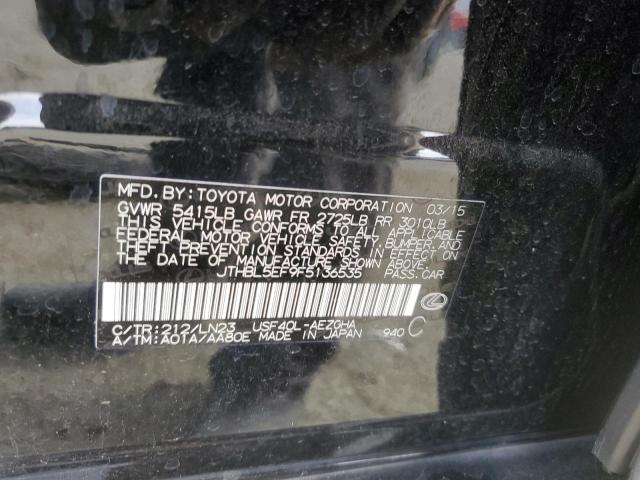 MFD. BY: TOYOTA MOTOR CORPORATION 03/15
GVWR 5415LB GAWR FR 2725LB RR 3010LB
THIS VEHICLE CONFORMS TO ALL APPLICABLE
FEDERAL MOTOR VEHICLE SAFETY, BUMPER, AND
THEFT PREVENTION STANDARDS IN EFFECT ON
THE DATE OF MANUFACTURE SHOWN ABOVE.
JTHBL5EF9F5136535 PASS-CAR
C/TR: 212/LN23 USF40L-AEZGHA
A/TM: A01A/AA80E MADE IN JAPAN 940 C